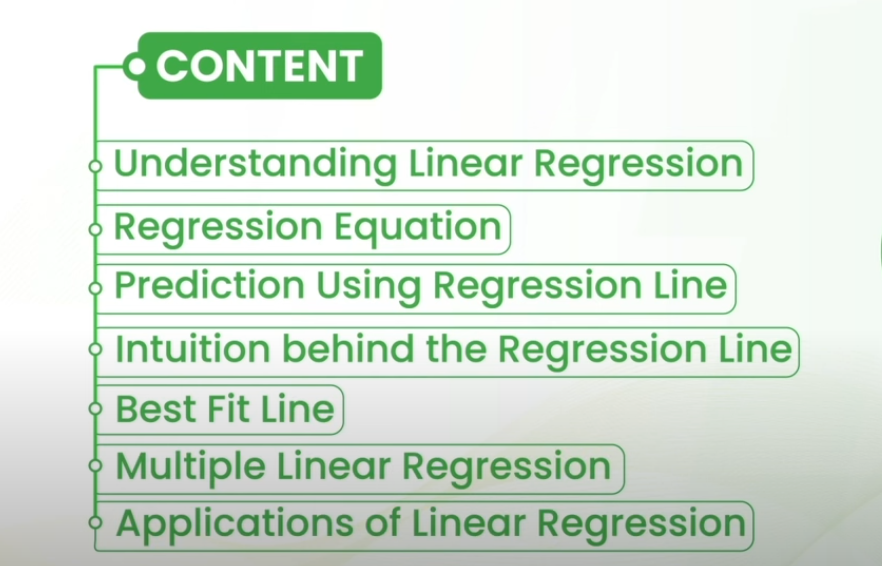 CONTENT
Understanding Linear Regression
Regression Equation
Prediction Using Regression Line
Intuition behind the Regression Line
Best Fit Line
Multiple Linear Regression
Applications of Linear Regression